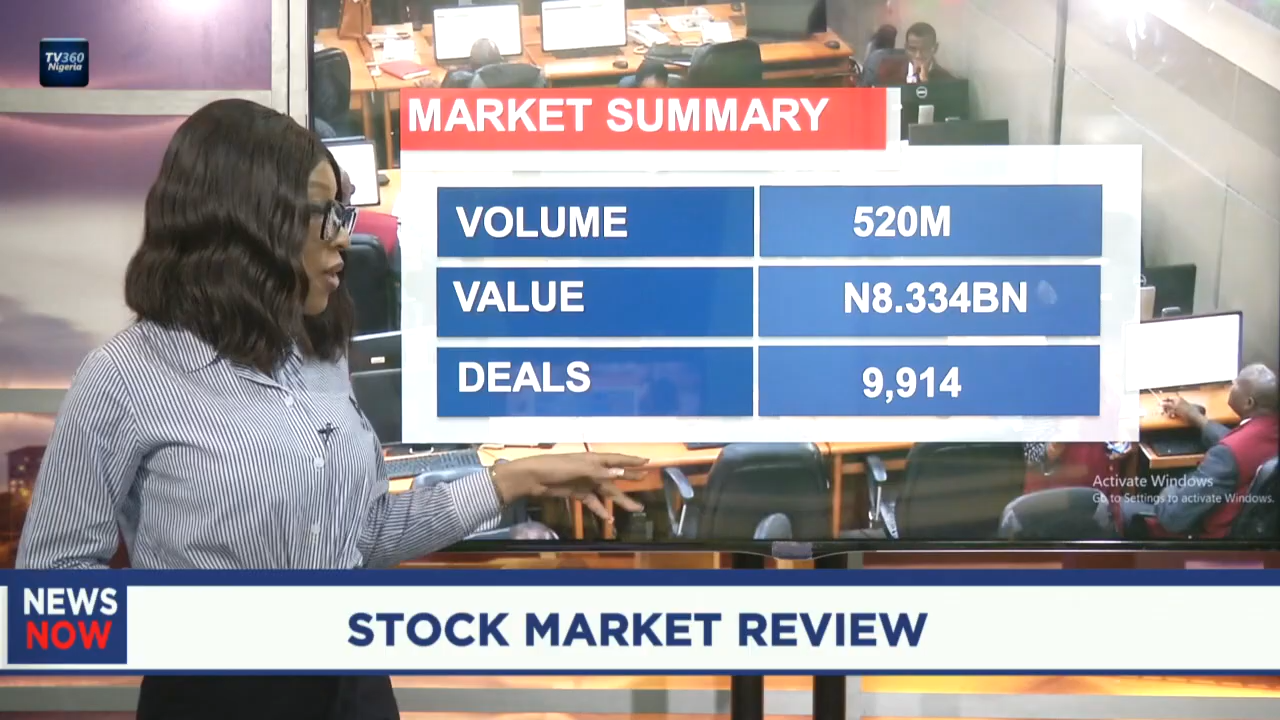 TV360
Nigeria
MARKET SUMMARY
VOLUME 520M
VALUE N8.334BN
DEALS 9,914
Activate Windows
Go to Settings to activate Windows.
NEWS
NOW
STOCK MARKET REVIEW